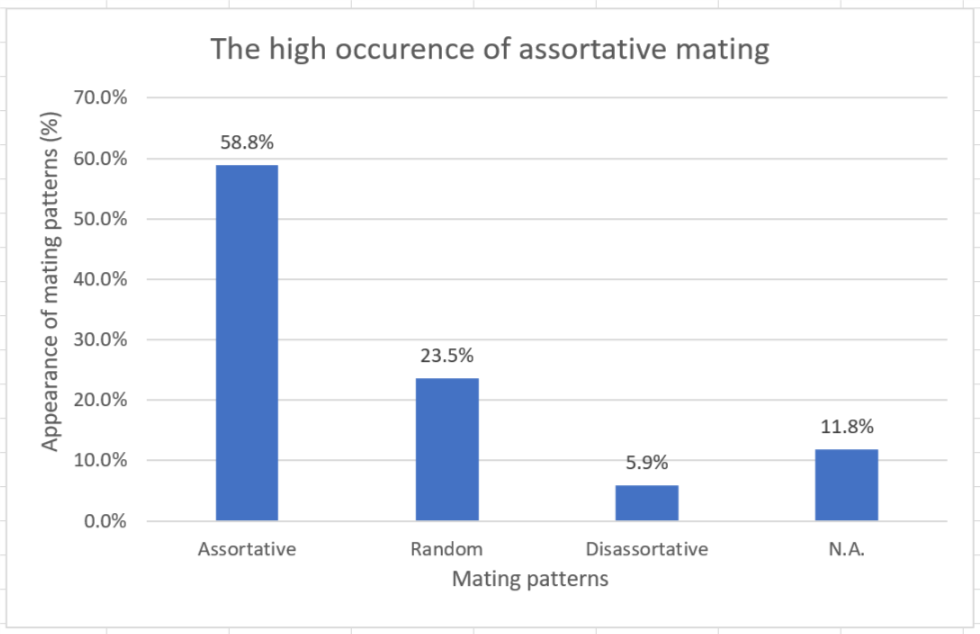 The high occurence of assortative mating
Appearance of mating patterns (%)
70.0%
60.0%
50.0%
40.0%
30.0%
20.0%
10.0%
0.0%
58.8%
23.5%
5.9%
11.8%
Assortative
Random
Disassortative
N.A.
Mating patterns